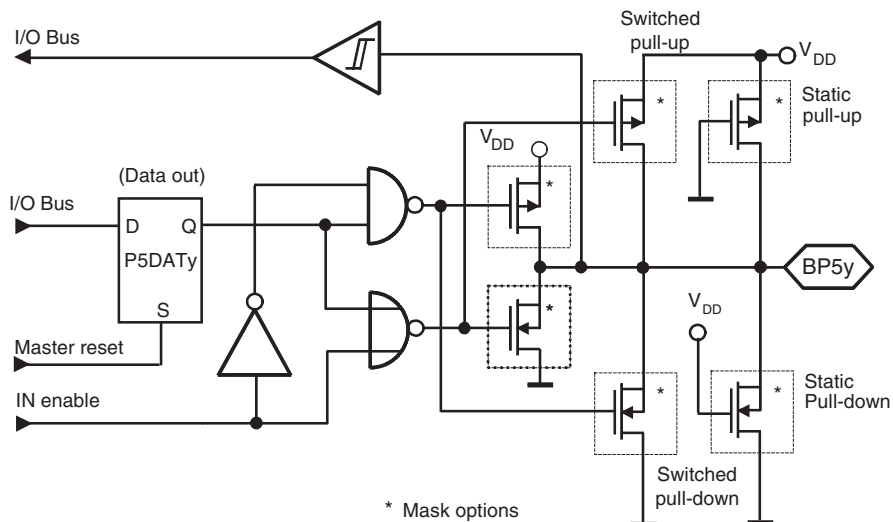 Switched
pull-up
I/O Bus
V DD
Static
pull-up
*
*
V DD
(Data out)
*
I/O Bus
D
Q
P5DATy
BP5y
S
*
V DD
Master reset
IN enable
*
*
Static
Pull-down
Switched
pull-down
* Mask options